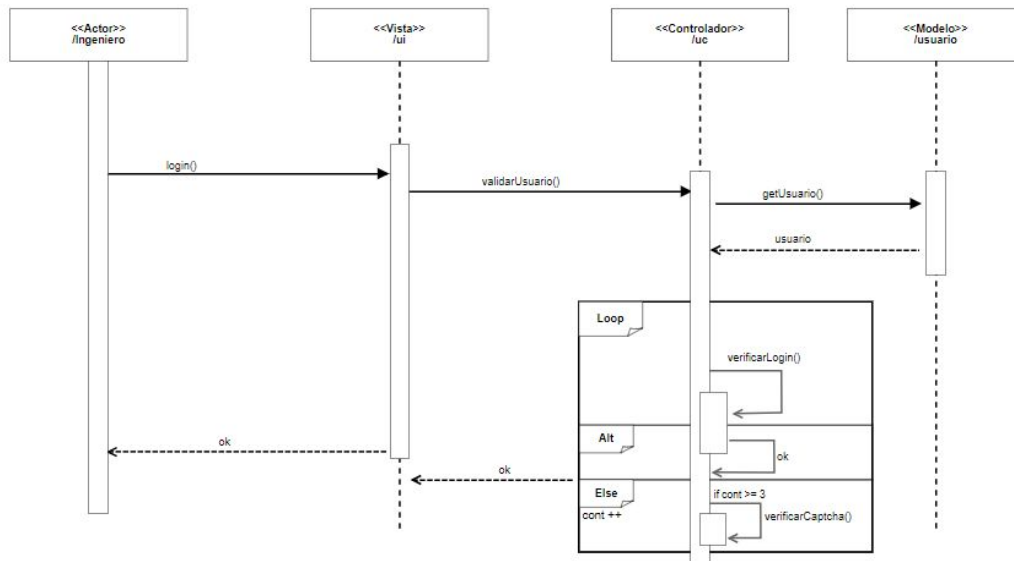 <<Actor>>
/Ingeniero
<<Vista>>
/ui
<<Controlador>>
/uc
<<Modelo>>
/usuario
login()
validarUsuario()
getUsuario()
usuario
Loop
verificarLogin()
Alt
ok
ok
ok
Else
if cont >= 3
cont ++
verificarCaptcha()